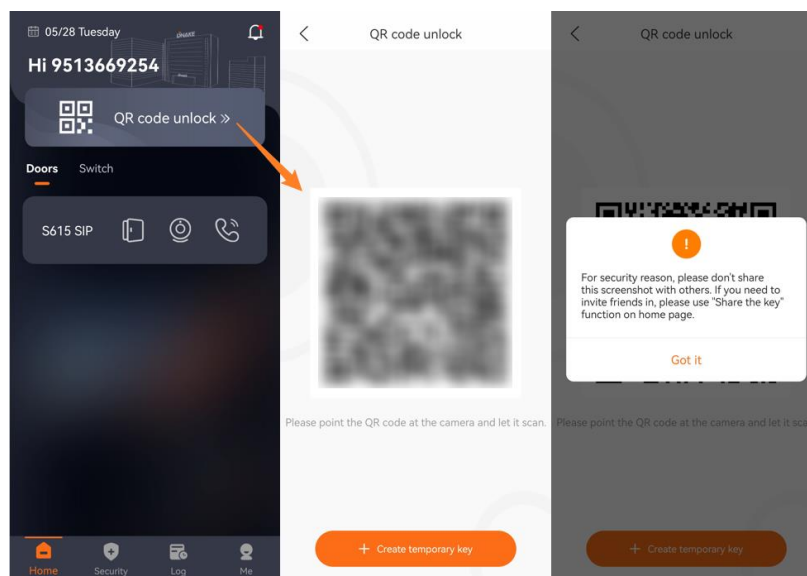 05/28 Tuesday
Hi 9513669254
QR code unlock »
Doors Switch
S615 SIP
Home Security Log Me
QR code unlock
Please point the QR code at the camera and let it scan.
+ Create temporary key
QR code unlock
For security reason, please don't share
this screenshot with others. If you need to
invite friends in, please use "Share the key"
function on home page.
Got it
Please point the QR code at the camera and let it sca
+ Create temporary key